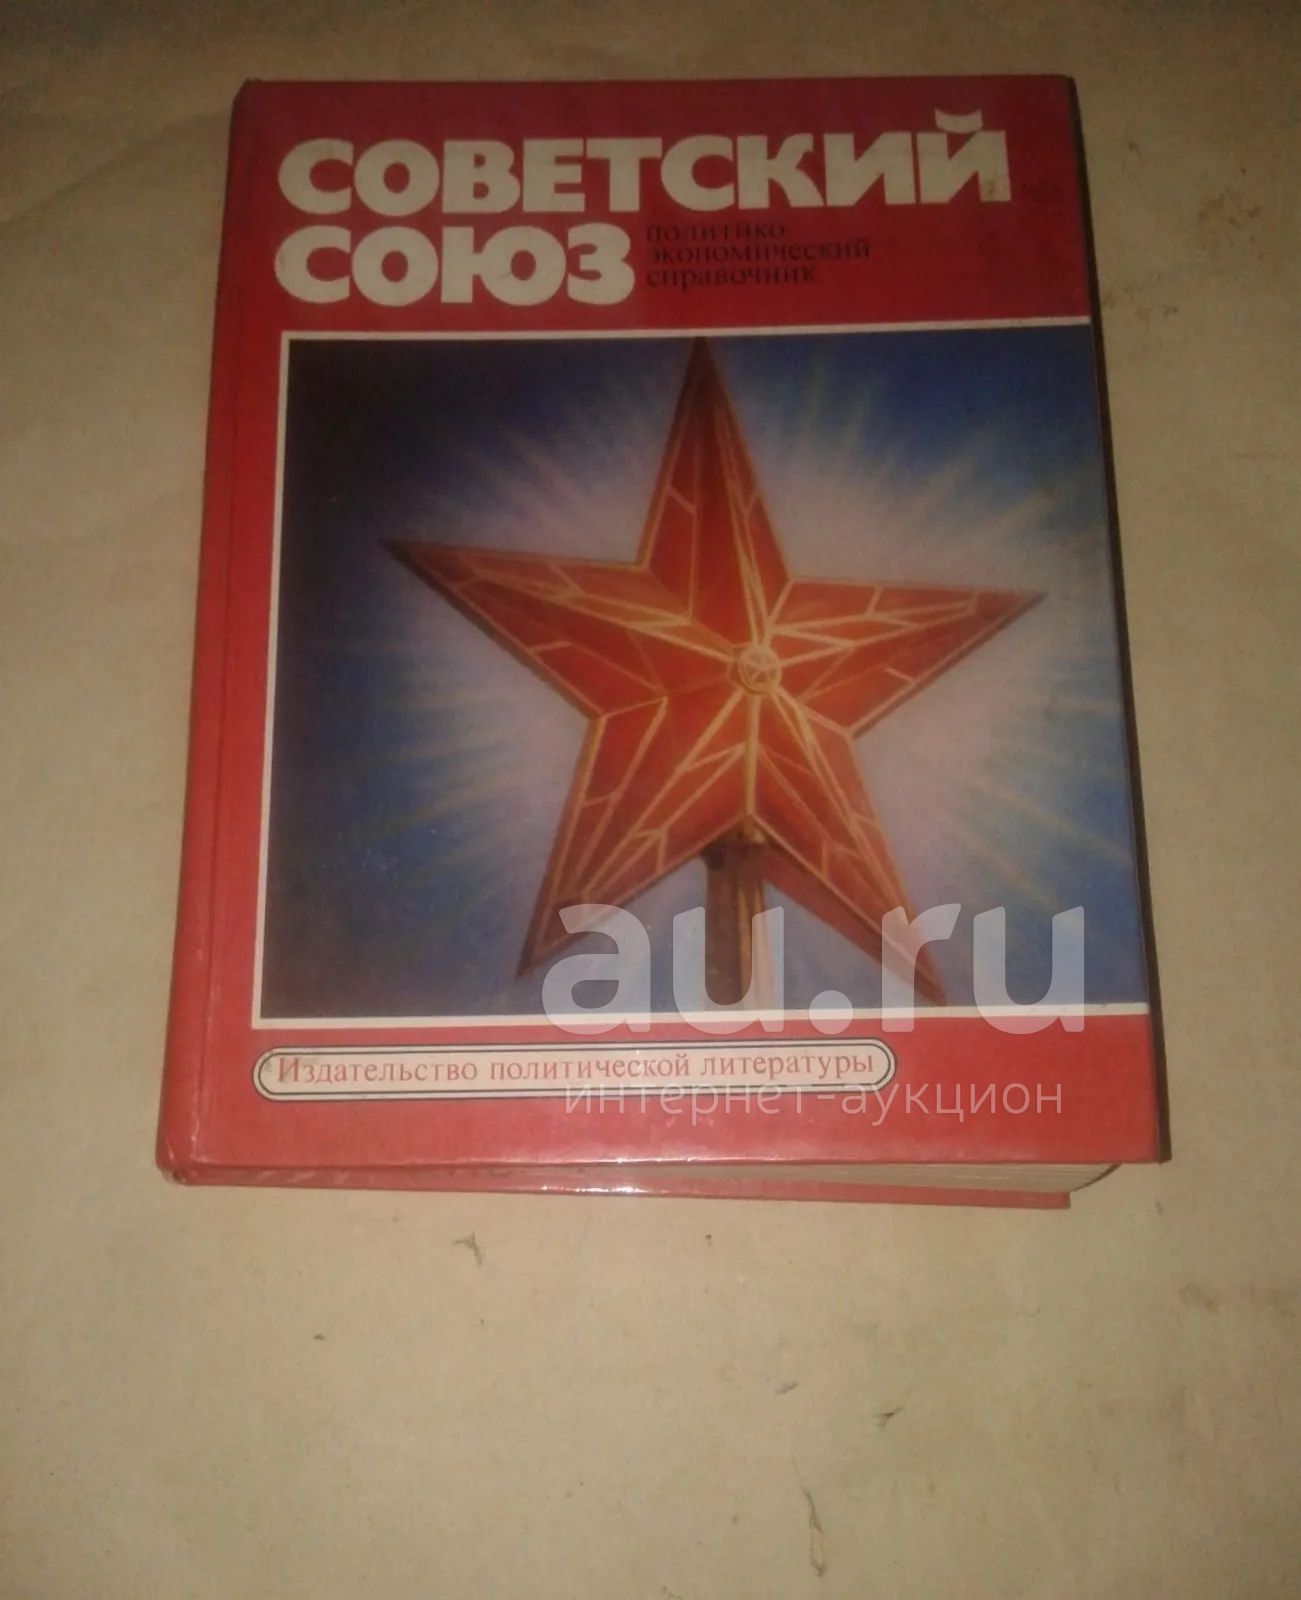 СОВЕТСКИЙ
СОЮЗ
политико
экономический
справочник
au.ru
Издательство политической литературы
интернет-аукцион